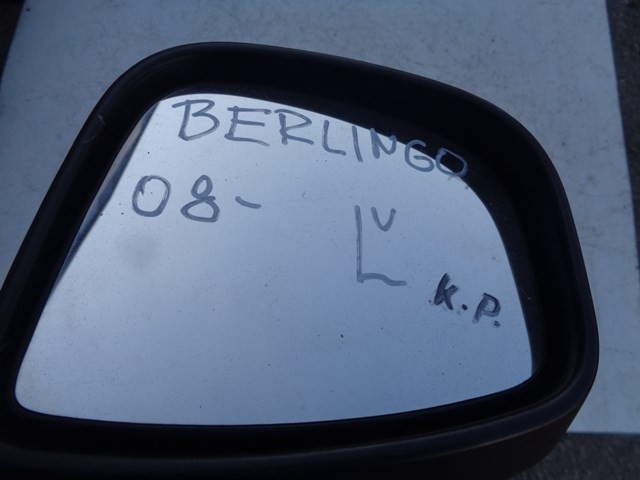 BERLINGO
08-
L V
K.P.